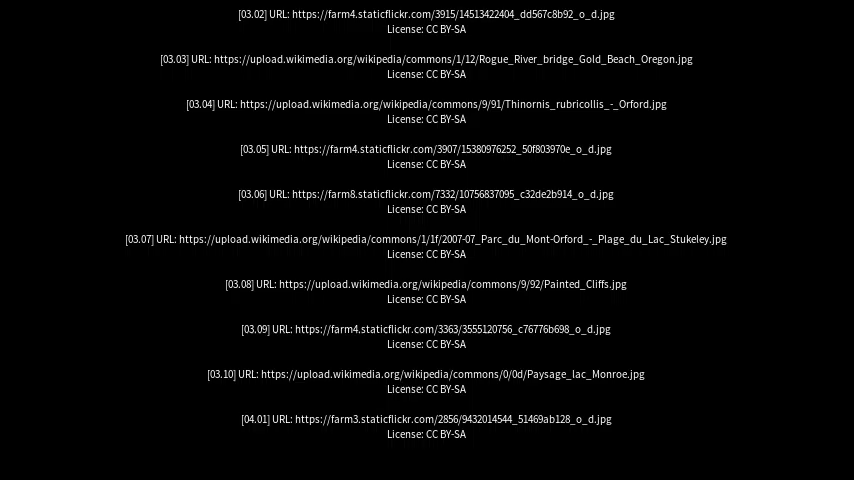 [03.02] URL: https://farm4.staticflickr.com/3915/14513422404_dd567c8b92_o_d.jpg
License: CC BY-SA
[03.03] URL: https://upload.wikimedia.org/wikipedia/commons/1/12/Rogue_River_bridge_Gold_Beach_Oregon.jpg
License: CC BY-SA
[03.04] URL: https://upload.wikimedia.org/wikipedia/commons/9/91/Thinornis_rubricollis_-_Orford.jpg
License: CC BY-SA
[03.05] URL: https://farm4.staticflickr.com/3907/15380976252_50f803970e_o_d.jpg
License: CC BY-SA
[03.06] URL: https://farm8.staticflickr.com/7332/10756837095_c32de2b914_o_d.jpg
License: CC BY-SA
[03.07] URL: https://upload.wikimedia.org/wikipedia/commons/1/1f/2007-07_Parc_du_Mont-Orford_-_Plage_du_Lac_Stukeley.jpg
License: CC BY-SA
[03.08] URL: https://upload.wikimedia.org/wikipedia/commons/9/92/Painted_Cliffs.jpg
License: CC BY-SA
[03.09] URL: https://farm4.staticflickr.com/3363/3555120756_c76776b698_o_d.jpg
License: CC BY-SA
[03.10] URL: https://upload.wikimedia.org/wikipedia/commons/0/0d/Paysage_lac_Monroe.jpg
License: CC BY-SA
[04.01] URL: https://farm3.staticflickr.com/2856/9432014544_51469ab128_o_d.jpg
License: CC BY-SA